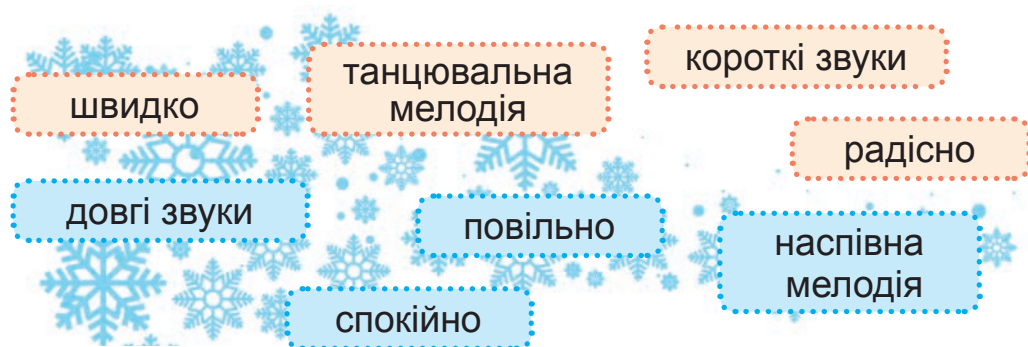 швидко
танцювальна
мелодія
короткі звуки
радісно
довгі звуки
повільно
наспівна
мелодія
спокійно